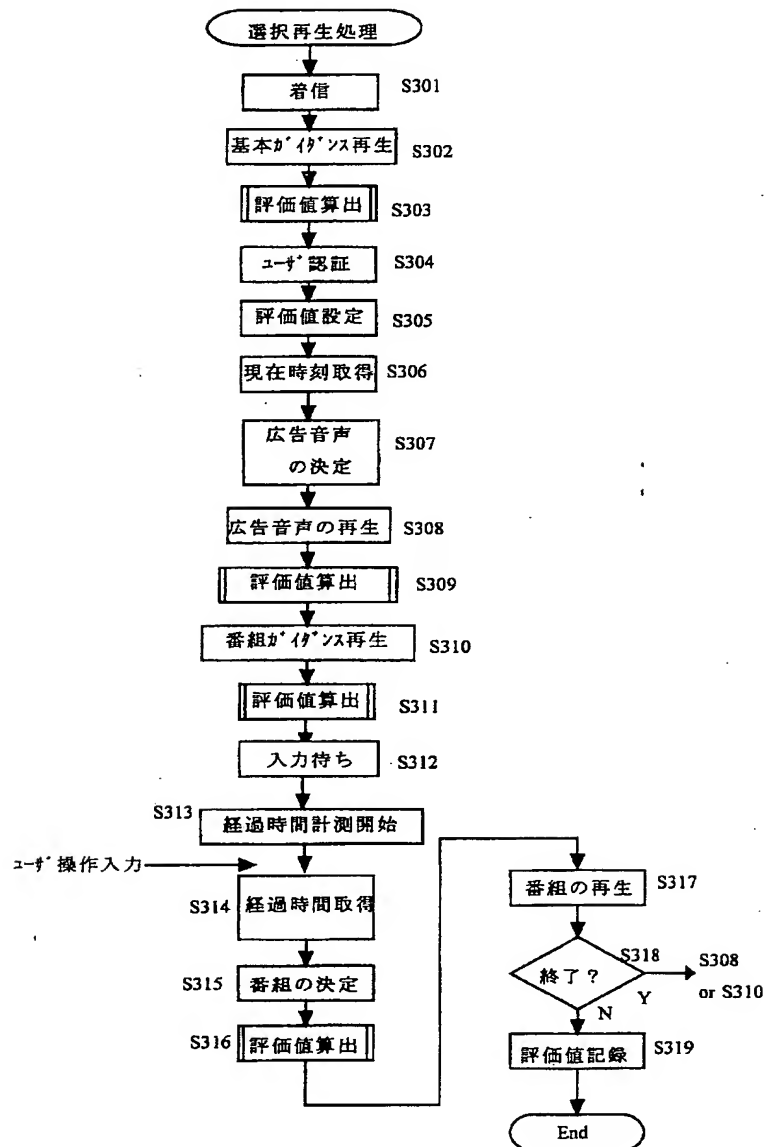 選択再生処理
着信 S301
基本ガイダンス再生 S302
評価値算出 S303
ユーザ認証 S304
評価値設定 S305
現在時刻取得 S306
広告音声
の決定 S307
広告音声の再生 S308
評価値算出 S309
番組ガイダンス再生 S310
評価値算出 S311
入力待ち S312
S313 経過時間計測開始
ユーザ操作入力
S314 経過時間取得
S315 番組の決定
S316 評価値算出
番組の再生 S317
S318
終了? S308
or S310
N Y
評価値記録 S319
End